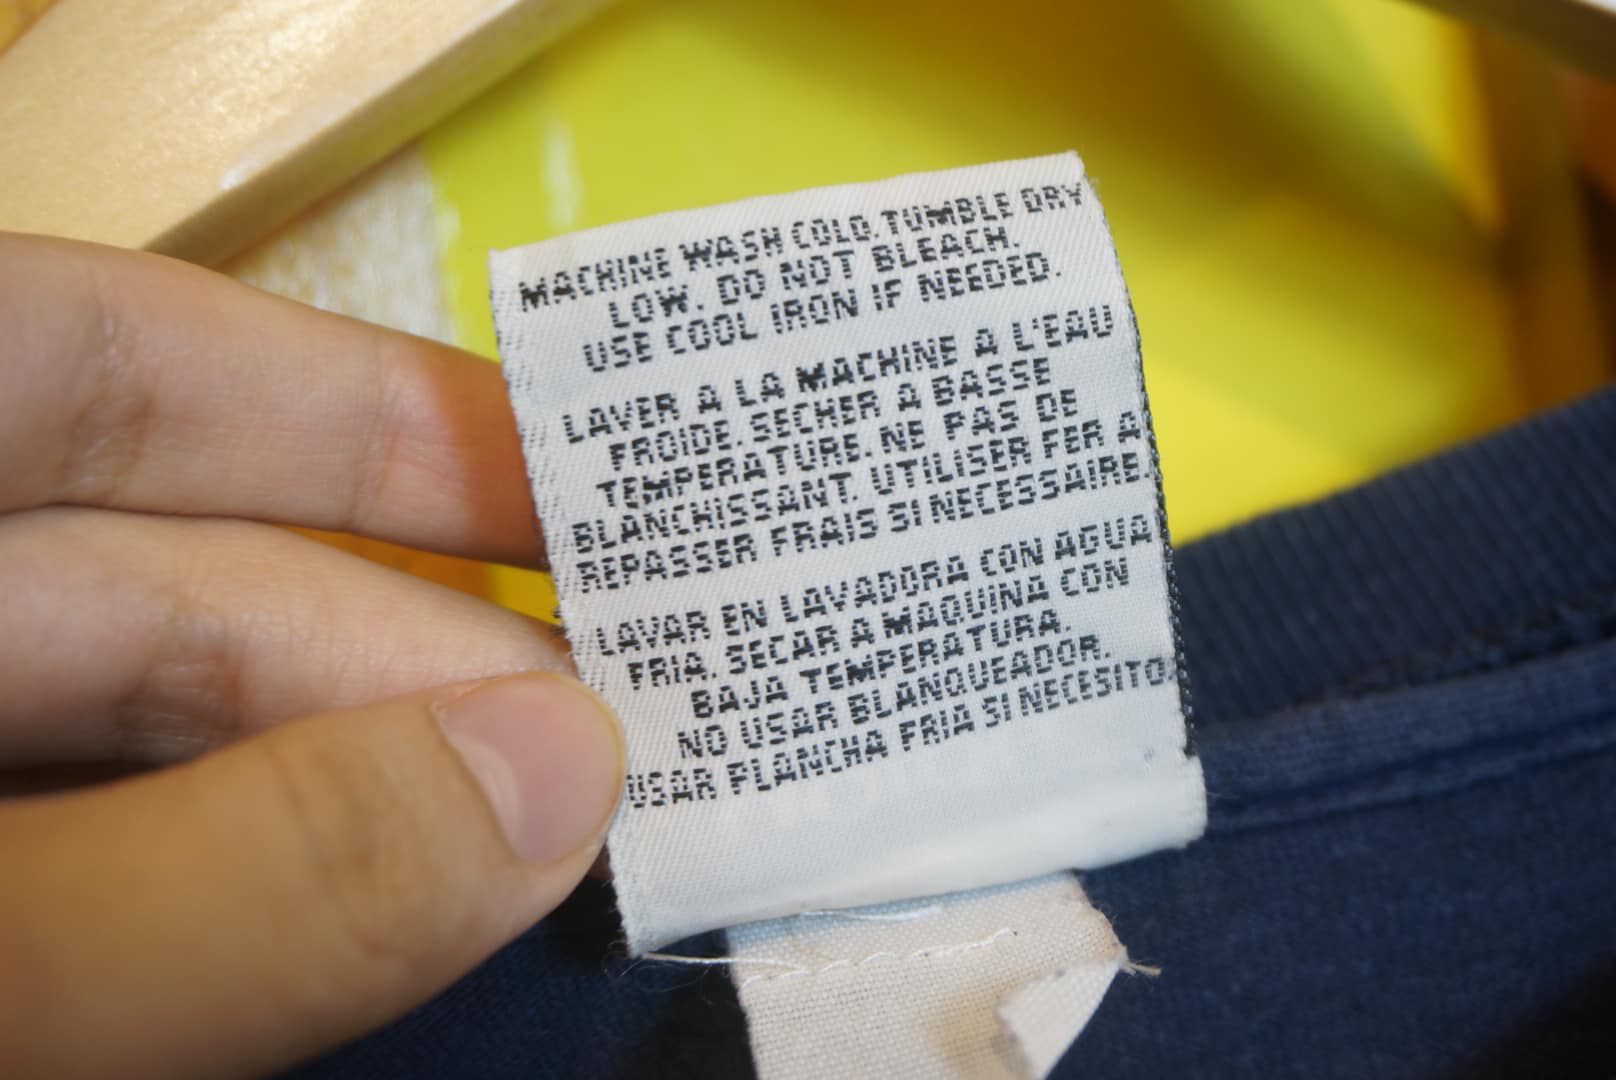 MACHINE WASH COLD. TUMBLE DRY
LOW. DO NOT BLEACH.
USE COOL IRON IF NEEDED.
LAVER A LA MACHINE A L'EAU
FROIDE. SECHER A BASSE
TEMPERATURE. NE PAS DE
BLANCHISSANT. UTILISER FER A
REPASSER FRAIS SI NECESSAIRE.
LAVAR EN LAVADORA CON AGUA
FRIA. SECAR A MAQUINA CON
BAJA TEMPERATURA.
NO USAR BLANQUEADOR.
USAR PLANCHA FRIA SI NECESITO.